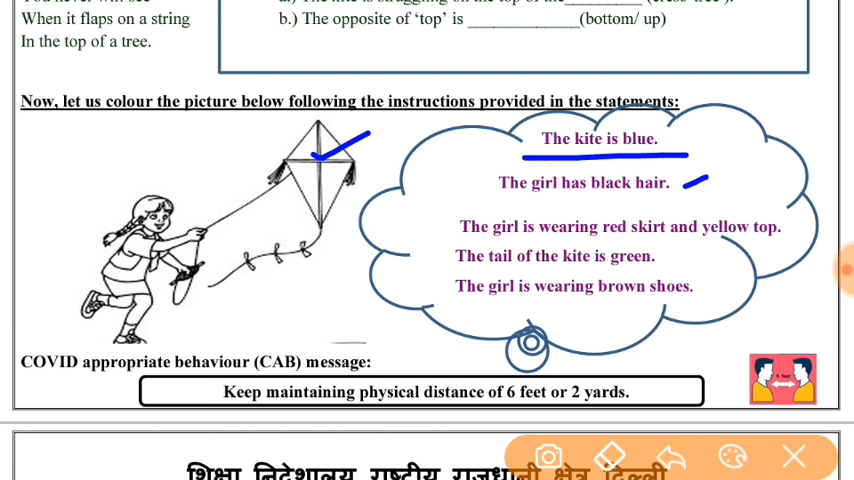 When it flaps on a string
In the top of a tree.
b.) The opposite of ‘top’ is _____________(bottom/ up)
Now, let us colour the picture below following the instructions provided in the statements:
The kite is blue.
The girl has black hair.
The girl is wearing red skirt and yellow top.
The tail of the kite is green.
The girl is wearing brown shoes.
COVID appropriate behaviour (CAB) message:
Keep maintaining physical distance of 6 feet or 2 yards.
6 feet
शिक्षा निदेशालय राष्ट्रीय राजधानी क्षेत्र दिल्ली